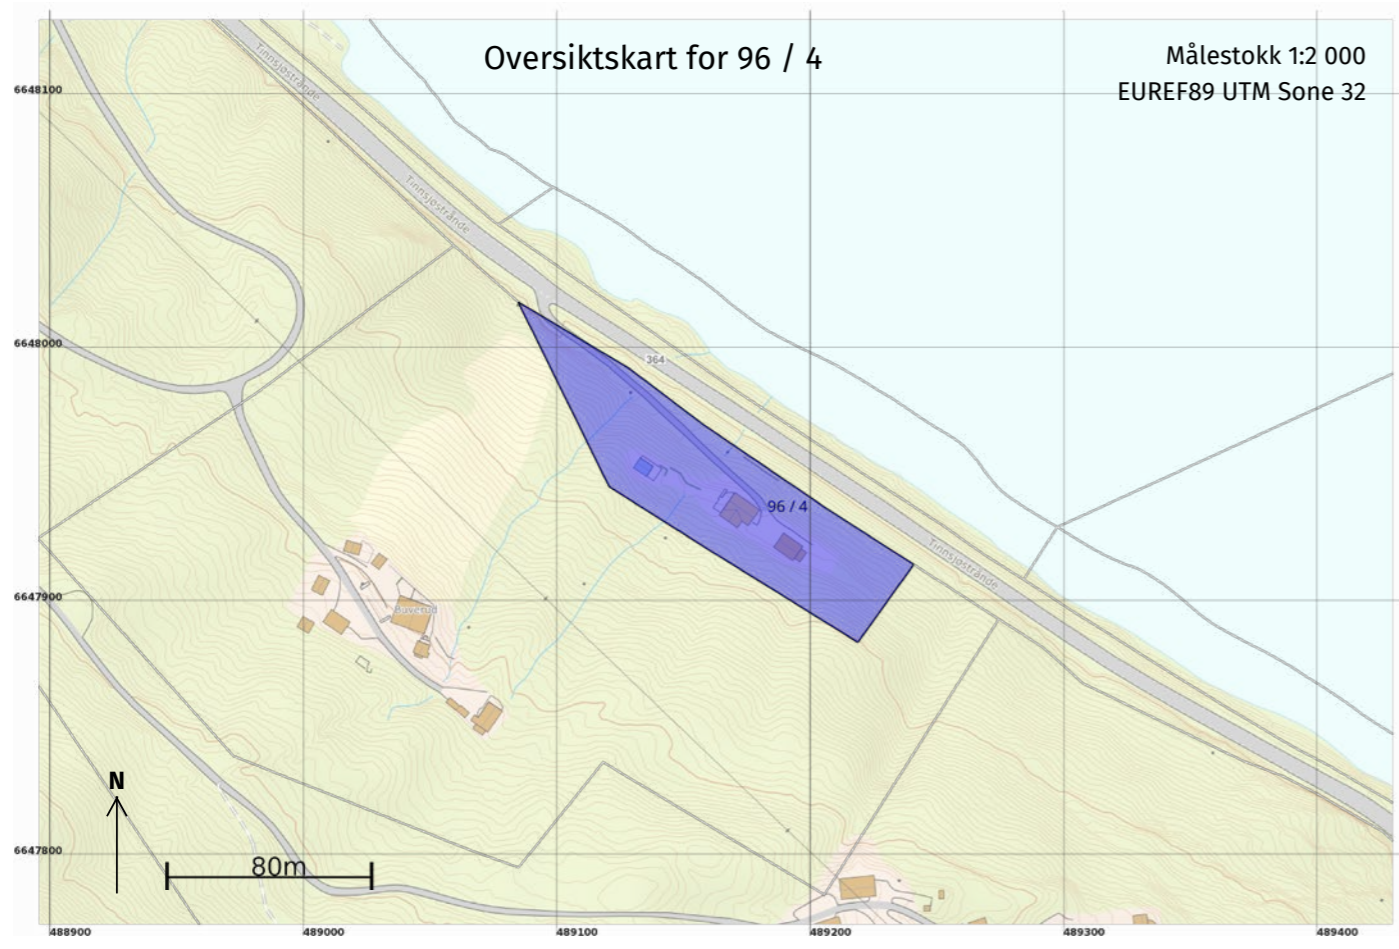 Oversiktskart for 96 / 4
Målestokk 1:2 000
EUREF89 UTM Sone 32
Tinnsjøstrånde
6648100
Tinnsjøstrånde
6648000
364
96 / 4
Tinnsjøstrånde
6647900
Buverud
N
6647800
80m
488900
489000
489100
489200
489300
489400